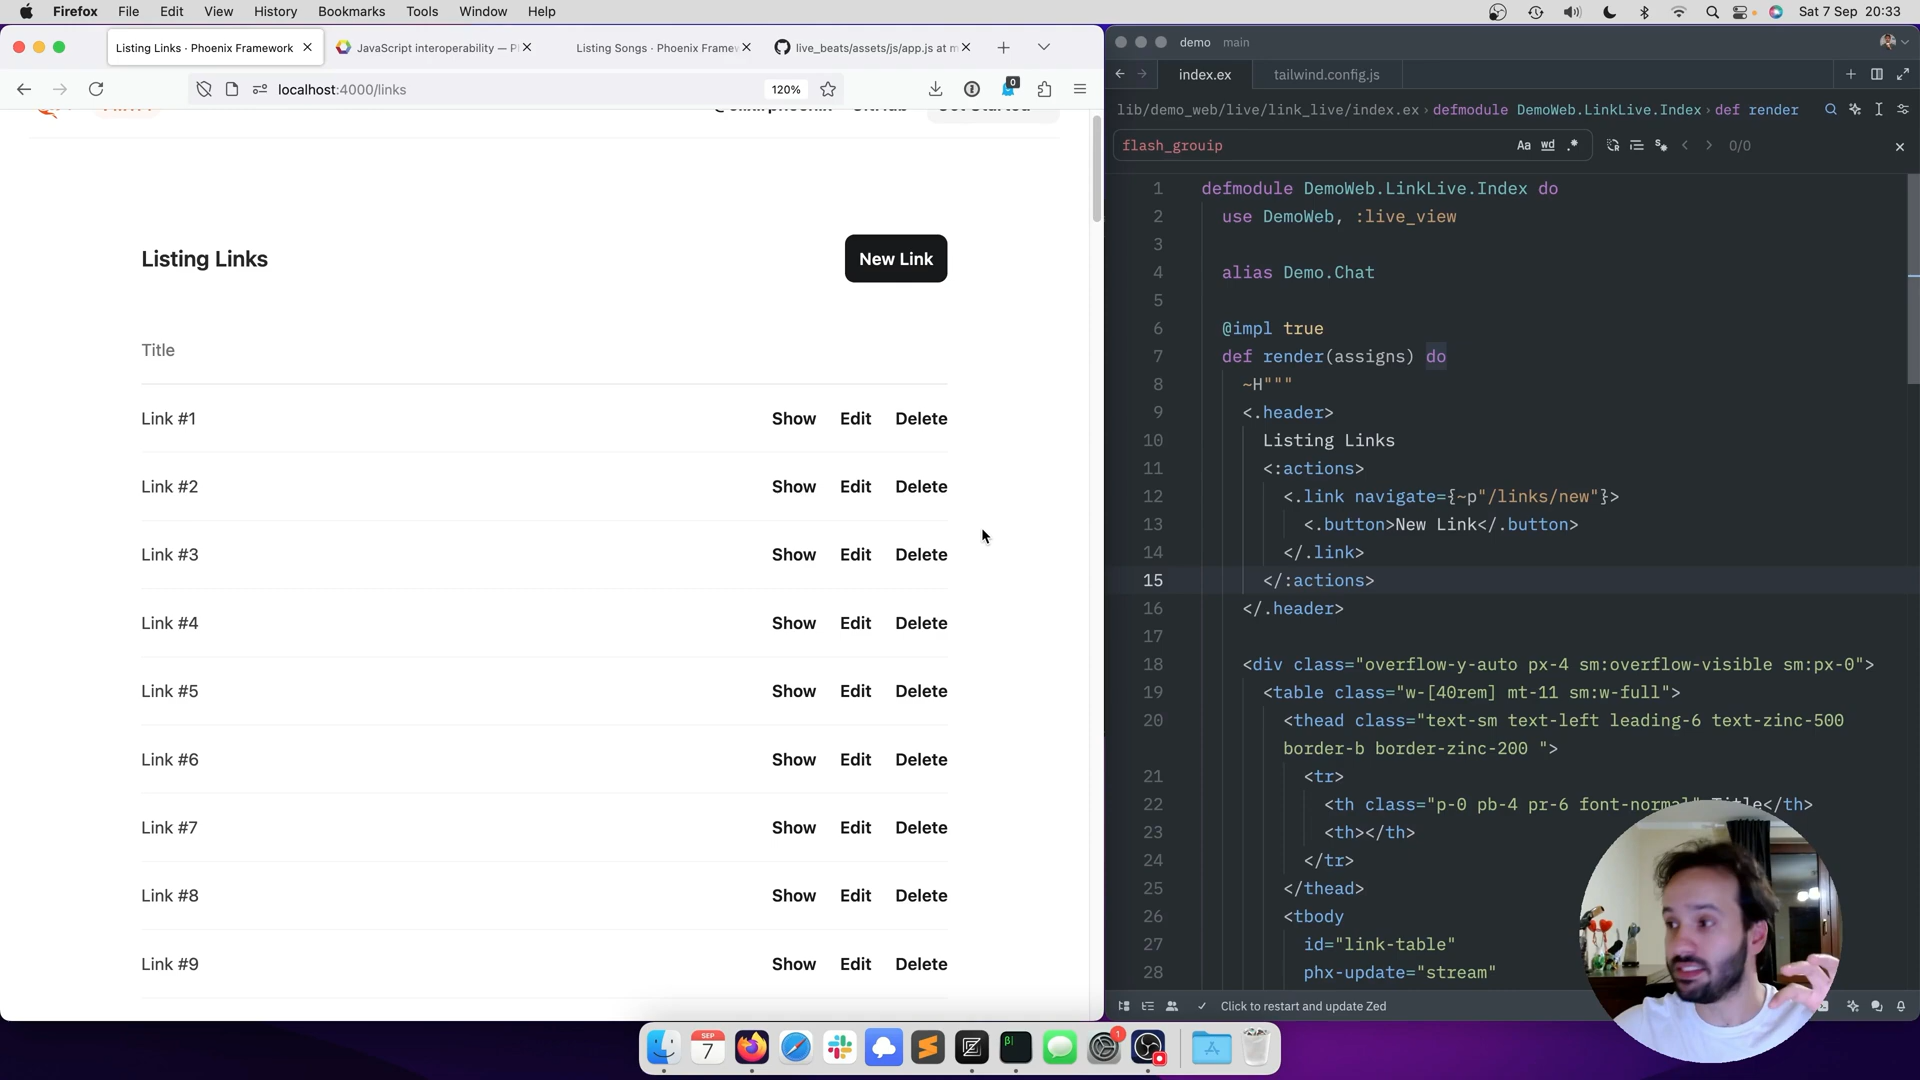 Firefox File Edit View History Bookmarks Tools Window Help Sat 7 Sep 20:33
Listing Links · Phoenix Framework JavaScript interoperability — P Listing Songs · Phoenix Framew live_beats/assets/js/app.js at m
localhost:4000/links 120% 0
Listing Links New Link
Title
Link #1 Show Edit Delete
Link #2 Show Edit Delete
Link #3 Show Edit Delete
Link #4 Show Edit Delete
Link #5 Show Edit Delete
Link #6 Show Edit Delete
Link #7 Show Edit Delete
Link #8 Show Edit Delete
Link #9 Show Edit Delete
demo main
index.ex tailwind.config.js
lib/demo_web/live/link_live/index.ex › defmodule DemoWeb.LinkLive.Index › def render
flash_grouip Aa wd .* 0/0
1 defmodule DemoWeb.LinkLive.Index do
2 use DemoWeb, :live_view
3
4 alias Demo.Chat
5
6 @impl true
7 def render(assigns) do
8 ~H"""
9 <.header>
10 Listing Links
11 <:actions>
12 <.link navigate={~p"/links/new"}>
13 <.button>New Link</.button>
14 </.link>
15 </:actions>
16 </.header>
17
18 <div class="overflow-y-auto px-4 sm:overflow-visible sm:px-0">
19 <table class="w-[40rem] mt-11 sm:w-full">
20 <thead class="text-sm text-left leading-6 text-zinc-500
border-b border-zinc-200 ">
21 <tr>
22 <th class="p-0 pb-4 pr-6 font-normal">Title</th>
23 <th></th>
24 </tr>
25 </thead>
26 <tbody
27 id="link-table"
28 phx-update="stream"
Click to restart and update Zed
SEP
7
1